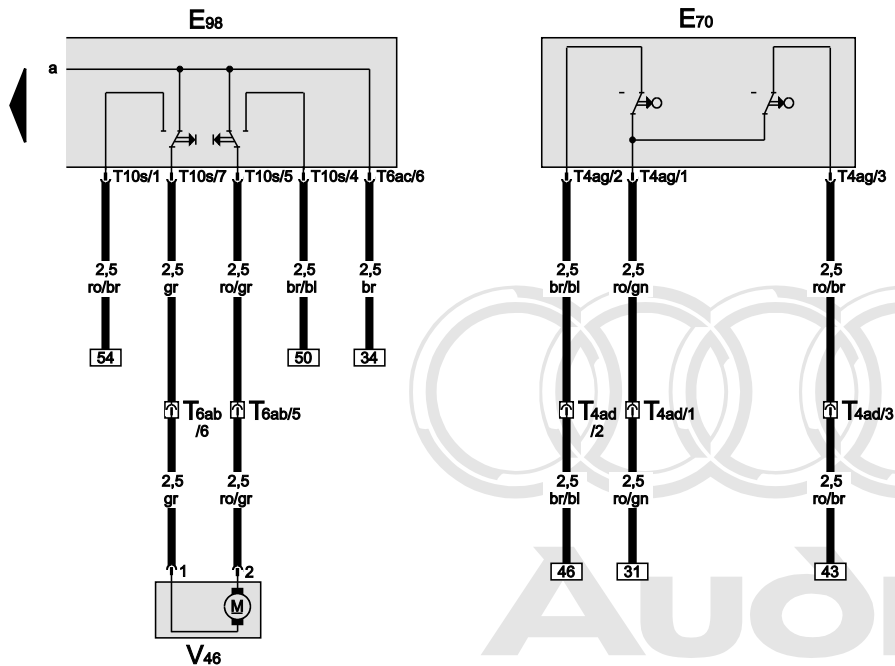 E98 E70
a
T10s/1 T10s/7 T10s/5 T10s/4 T6ac/6 T4ag/2 T4ag/1 T4ag/3
2,5 2,5 2,5 2,5 2,5 2,5 2,5 2,5
ro/br gr ro/gr br/bl br br/bl ro/gn ro/br
54 50 34
T6ab T6ab/5 T4ad T4ad/1 T4ad/3
/6 /2
2,5 2,5 2,5 2,5 2,5
gr ro/gr br/bl ro/gn ro/br
1 2 46 31 43
M
V46
Audi